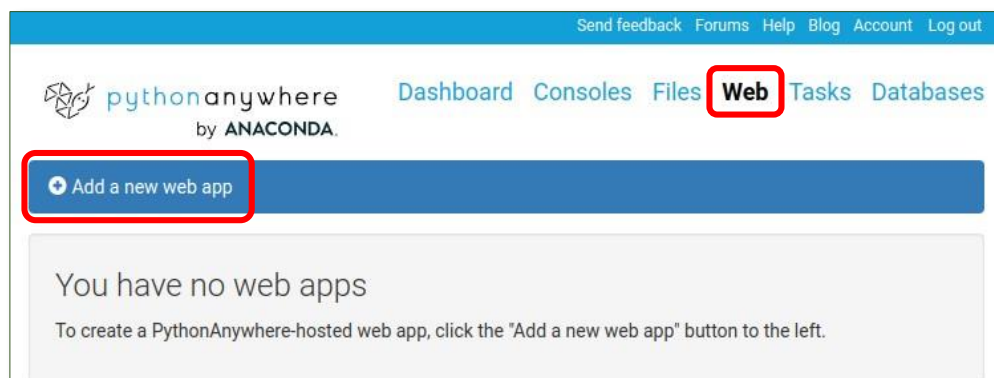 Send feedback Forums Help Blog Account Log out
pythonanywhere Dashboard Consoles Files Web Tasks Databases
by ANACONDA.
Add a new web app
You have no web apps
To create a PythonAnywhere-hosted web app, click the "Add a new web app" button to the left.